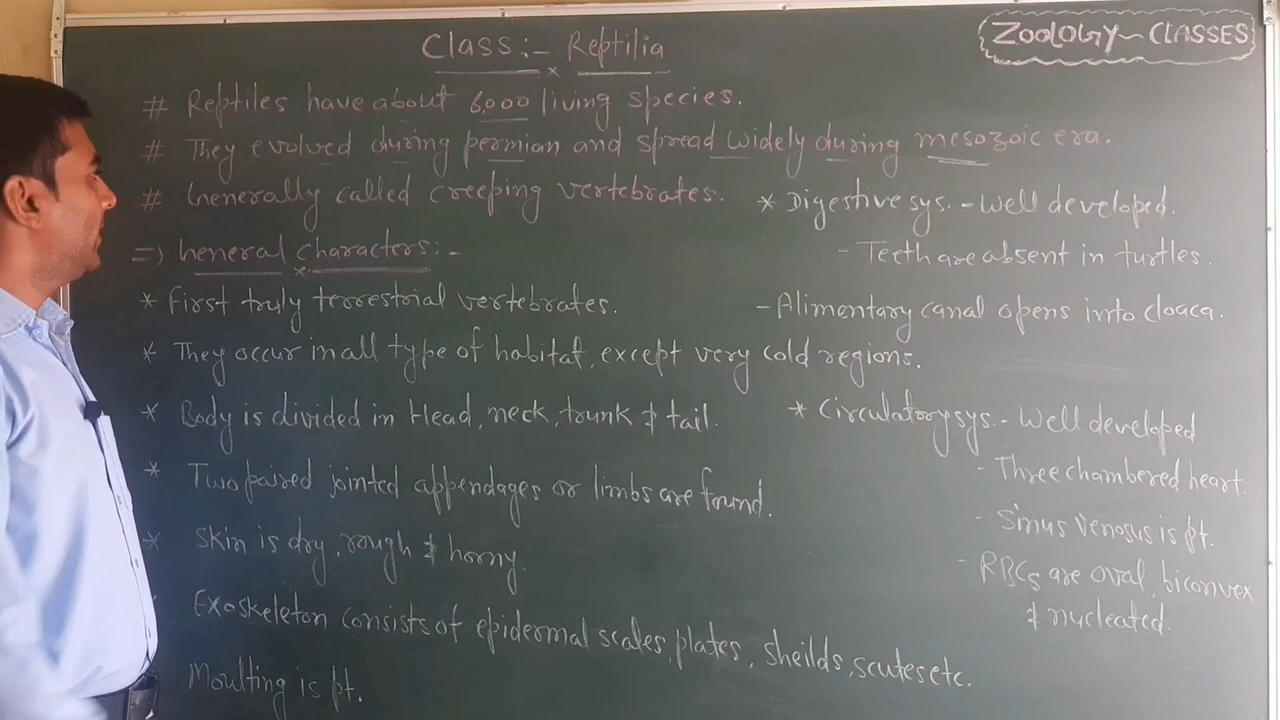 Class:- Reptilia
ZOOLOGY CLASSES
# Reptiles have about 6,000 living species.
# They evolved during permian and spread widely during mesozoic era.
# Generally called creeping vertebrates.
=) General Characters:-
* First truly terrestrial vertebrates.
* They occur in all type of habitat, except very cold regions.
* Body is divided in Head, neck, trunk & tail.
* Two paired jointed appendages or limbs are found.
* Skin is dry, rough & horny.
Exoskeleton consists of epidermal scales, plates, sheilds, scutes etc.
Moulting is pt.
* Digestive sys. - Well developed.
- Teeth are absent in turtles.
- Alimentary canal opens into cloaca.
* Circulatory sys. - Well developed
- Three chambered heart.
- Sinus venosus is pt.
- RBCs are oval, biconvex
& nucleated.